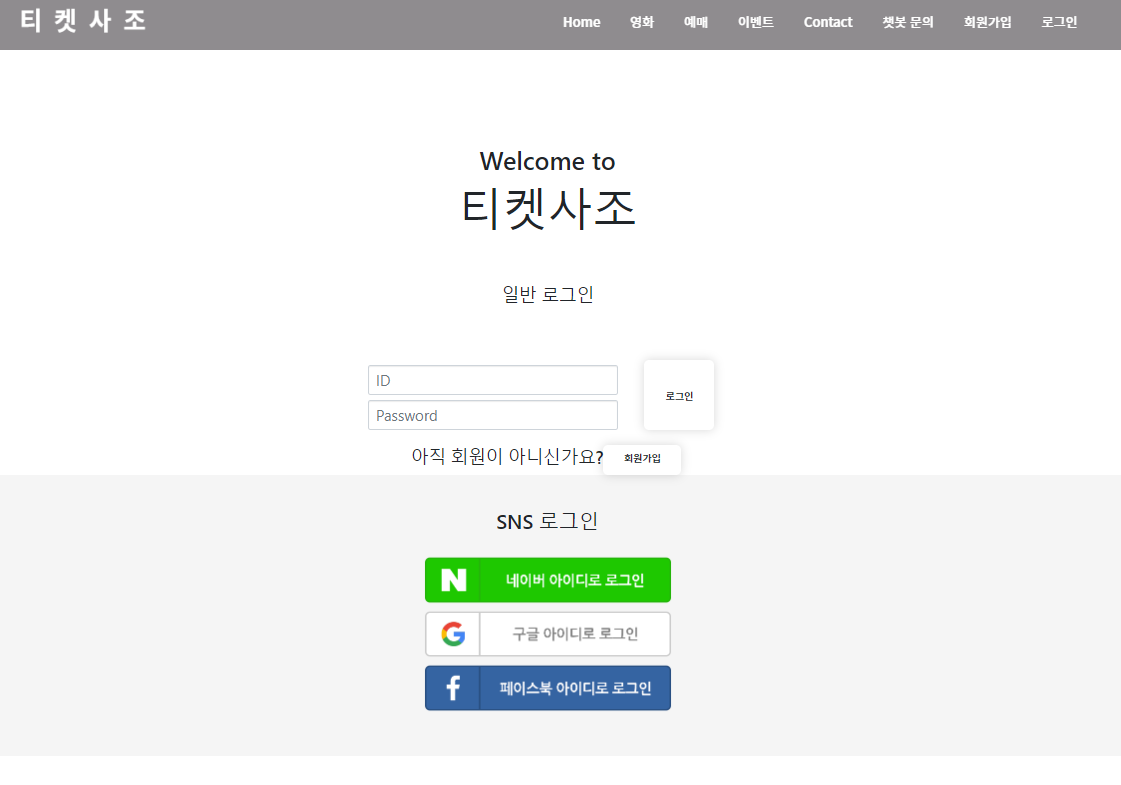 티 켓 사 조
Home 영화 예매 이벤트 Contact 챗봇 문의 회원가입 로그인
Welcome to
티켓사조
일반 로그인
ID
로그인
Password
아직 회원이 아니신가요? 회원가입
SNS 로그인
N 네이버 아이디로 로그인
G 구글 아이디로 로그인
f 페이스북 아이디로 로그인